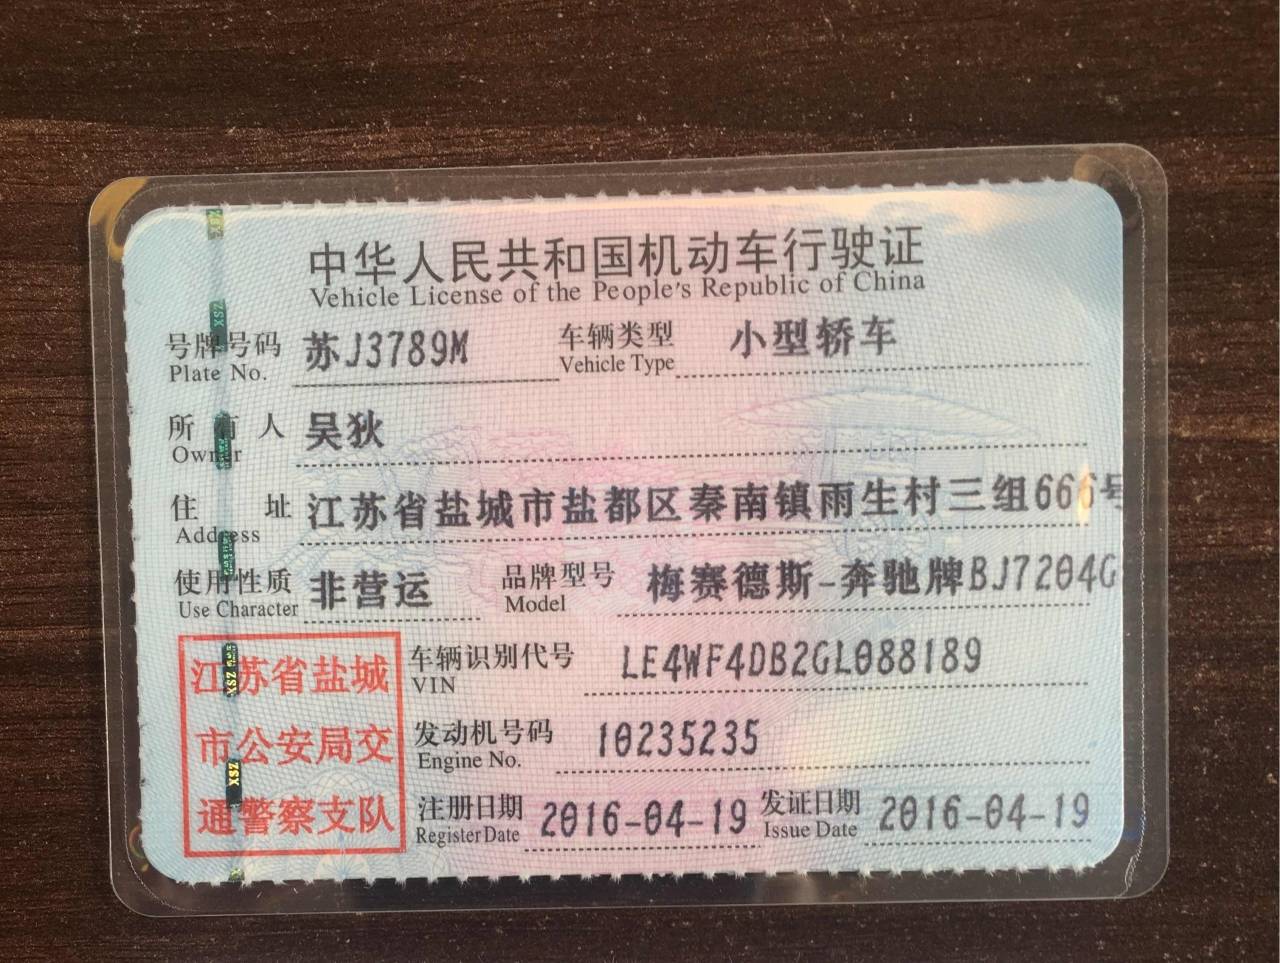 中华人民共和国机动车行驶证
Vehicle License of the People's Republic of China
号牌号码 苏J3789M 车辆类型 小型轿车
Plate No. Vehicle Type
所有人 吴狄
Owner
住址 江苏省盐城市盐都区秦南镇雨生村三组666号
Address
使用性质 非营运 品牌型号 梅赛德斯-奔驰牌BJ7204G
Use Character Model
江苏省盐城 车辆识别代号 LE4WF4DB2GL088189
VIN
市公安局交 发动机号码 10235235
Engine No.
通警察支队 注册日期 2016-04-19 发证日期 2016-04-19
Register Date Issue Date
XSZ
XSZ
XSZ
XSZ